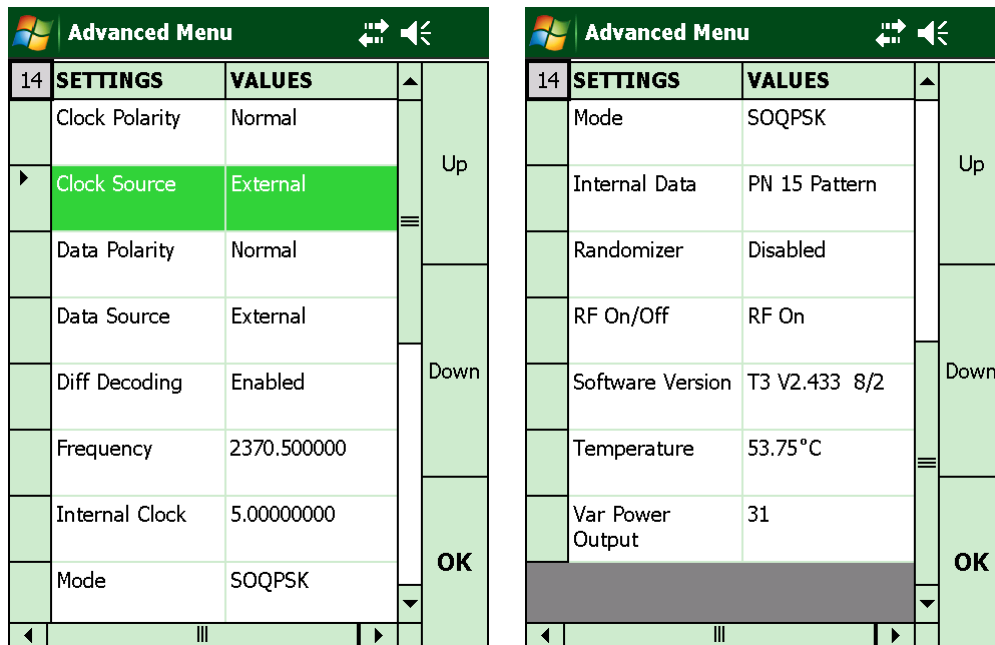 Advanced Menu
14 SETTINGS VALUES
Clock Polarity Normal
Clock Source External
Data Polarity Normal
Data Source External
Diff Decoding Enabled
Frequency 2370.500000
Internal Clock 5.00000000
Mode SOQPSK
Up
Down
OK
Advanced Menu
14 SETTINGS VALUES
Mode SOQPSK
Internal Data PN 15 Pattern
Randomizer Disabled
RF On/Off RF On
Software Version T3 V2.433 8/2
Temperature 53.75°C
Var Power 31
Output
Up
Down
OK